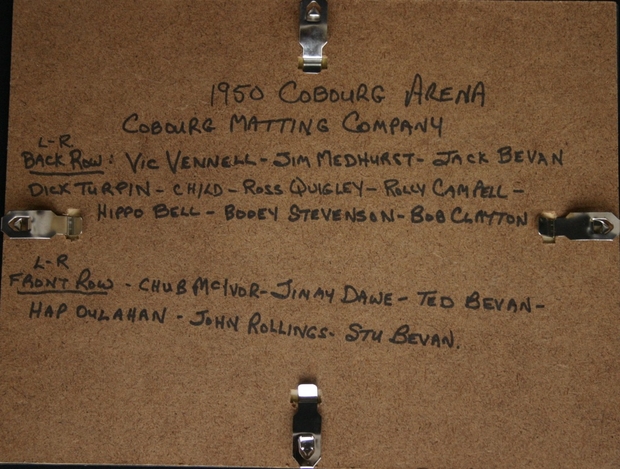 1950 COBOURG ARENA
COBOURG MATTING COMPANY
L-R
BACK ROW: VIC VENNELL - JIM MEDHURST - JACK BEVAN
DICK TURPIN - CHILD - ROSS QUIGLEY - ROLLY CAMPELL -
HIPPO BELL - BOOEY STEVENSON - BOB CLAYTON
L-R
FRONT ROW - CHUB MCIVOR - JIMMY DAWE - TED BEVAN -
HAP OULAHAN - JOHN ROLLINGS - STU BEVAN.